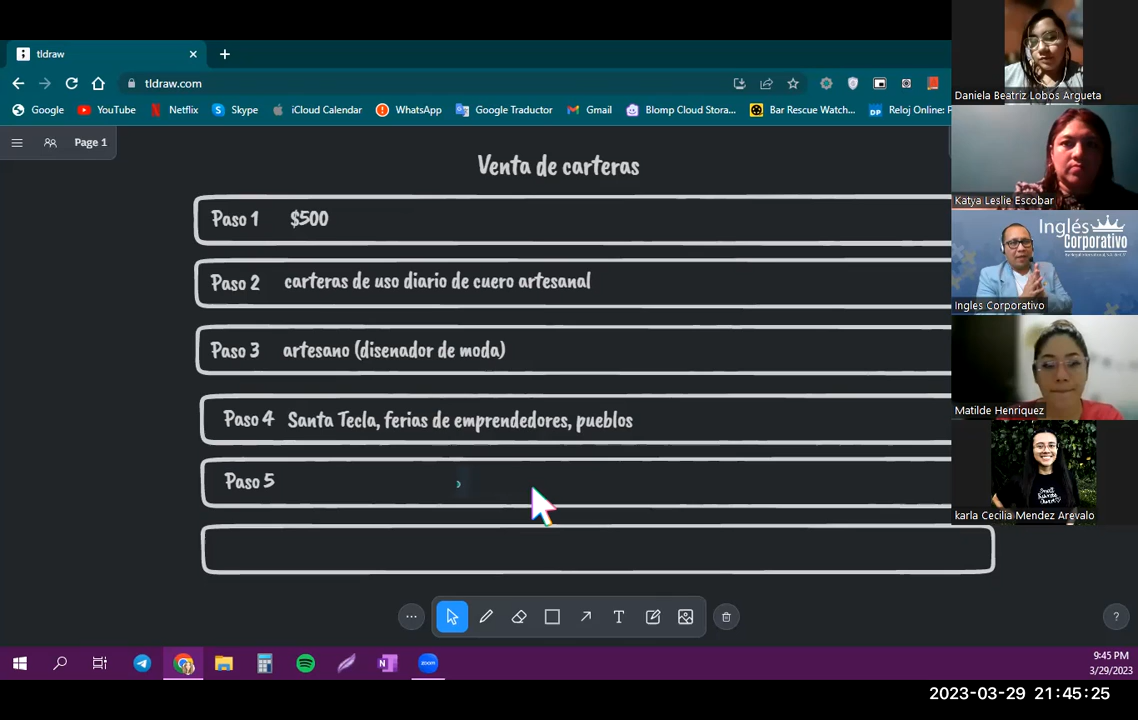 tldraw
tldraw.com
Google
YouTube
Netflix
Skype
iCloud Calendar
WhatsApp
Google Traductor
Gmail
Blomp Cloud Stora...
Bar Rescue Watch...
Reloj Online:
Page 1
Venta de carteras
Paso 1 $500
Paso 2 carteras de uso diario de cuero artesanal
Paso 3 artesano (disenador de moda)
Paso 4 Santa Tecla, ferias de emprendedores, pueblos
Paso 5
Daniela Beatriz Lobos Argueta
Katya Leslie Escobar
Inglés
Corporativo
Ingles Corporativo
Matilde Henriquez
karla Cecilia Mendez Arevalo
9:45 PM
3/29/2023
2023-03-29 21:45:25